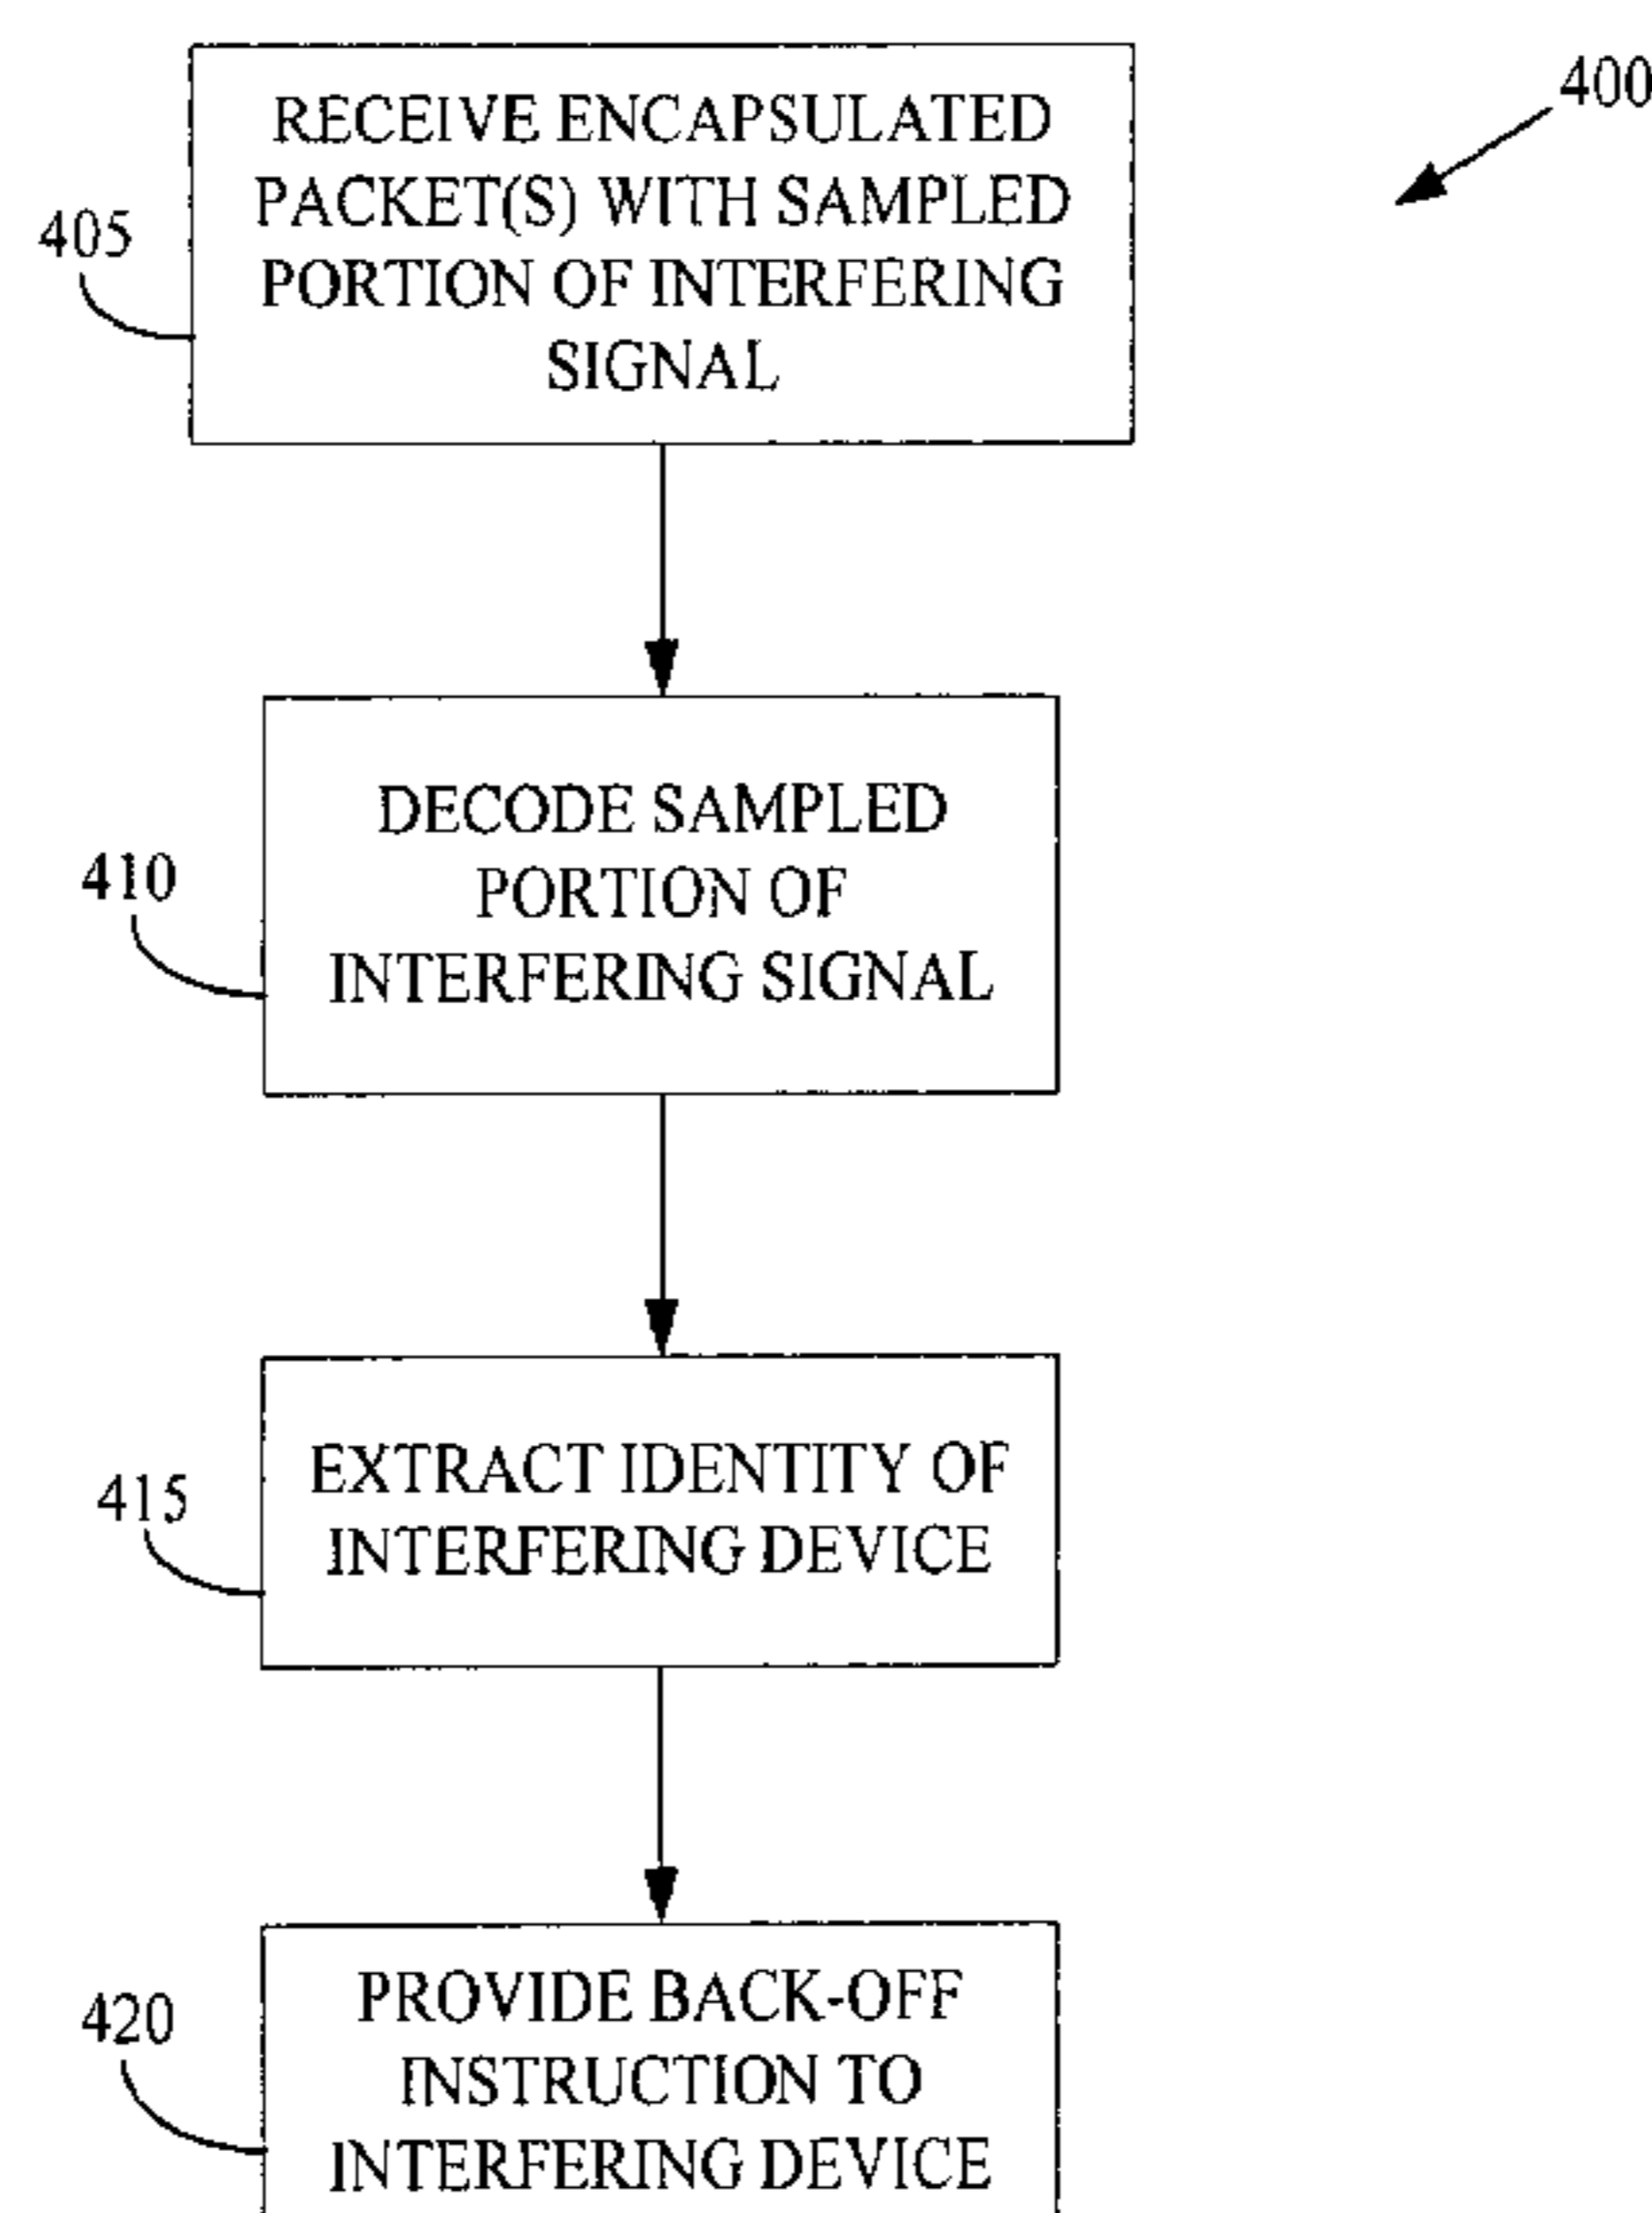 400
RECEIVE ENCAPSULATED
PACKET(S) WITH SAMPLED
PORTION OF INTERFERING
SIGNAL
405
DECODE SAMPLED
PORTION OF
INTERFERING SIGNAL
410
EXTRACT IDENTITY OF
INTERFERING DEVICE
415
PROVIDE BACK-OFF
INSTRUCTION TO
INTERFERING DEVICE
420